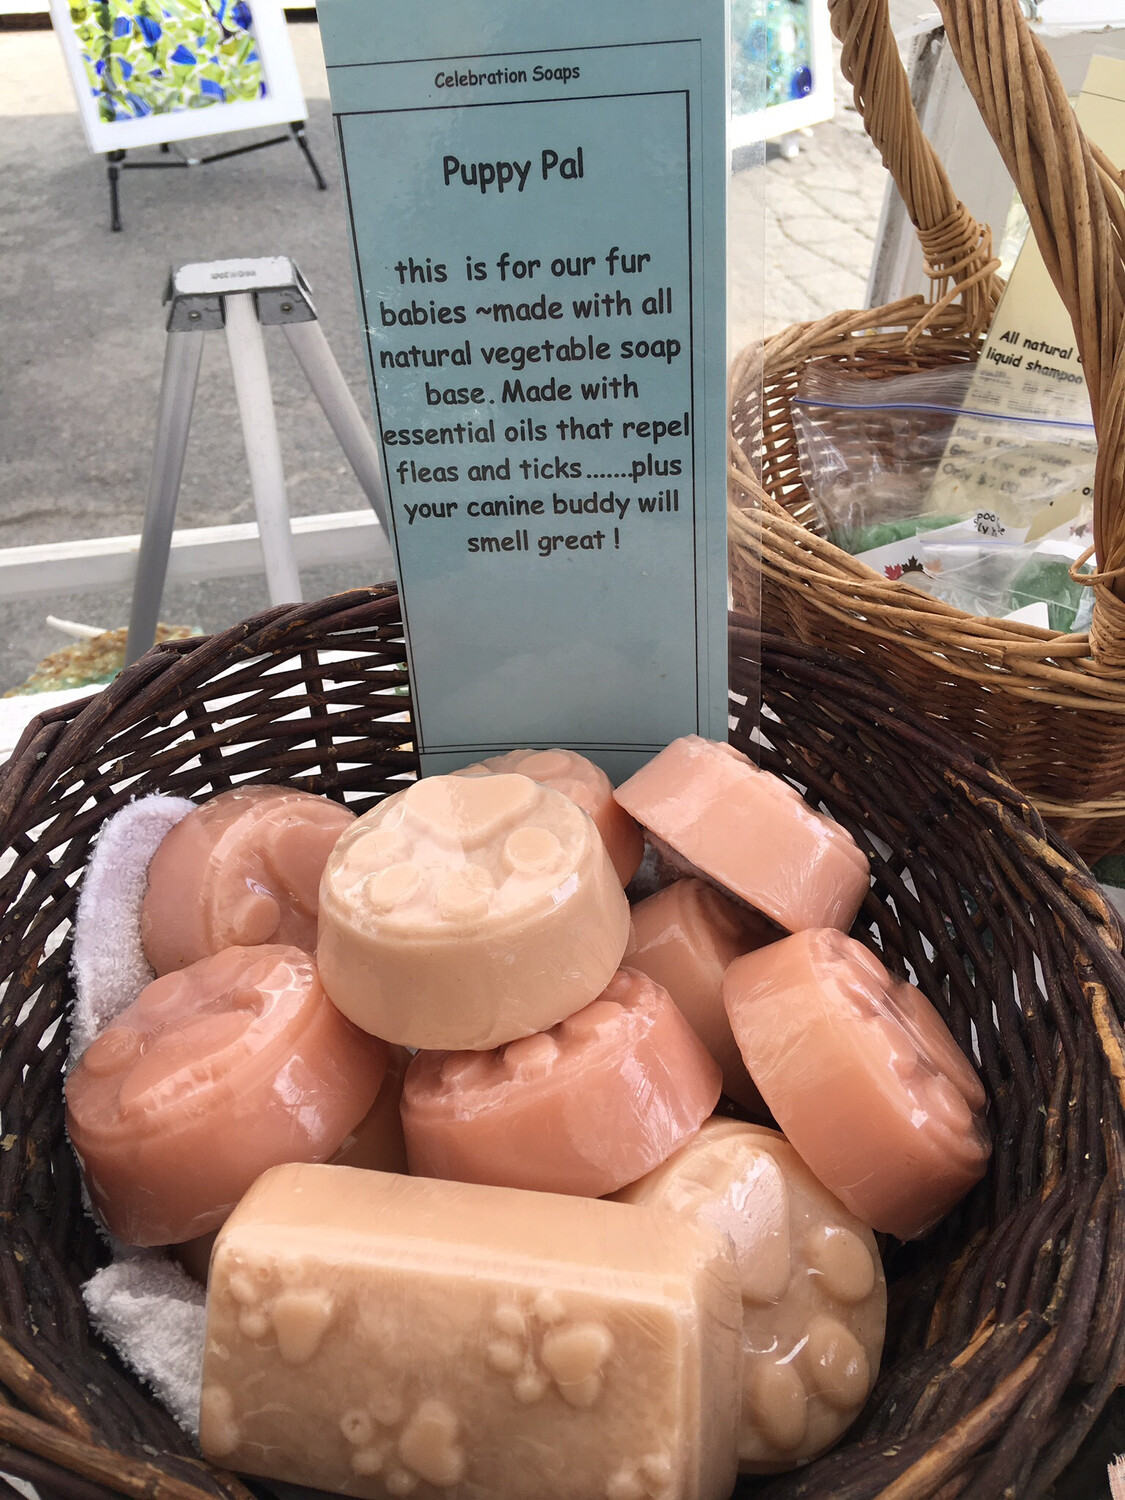 Celebration Soaps
Puppy Pal
this is for our fur
babies ~made with all
natural vegetable soap
base. Made with
essential oils that repel
fleas and ticks.......plus
your canine buddy will
smell great !
All natural
liquid shampoo